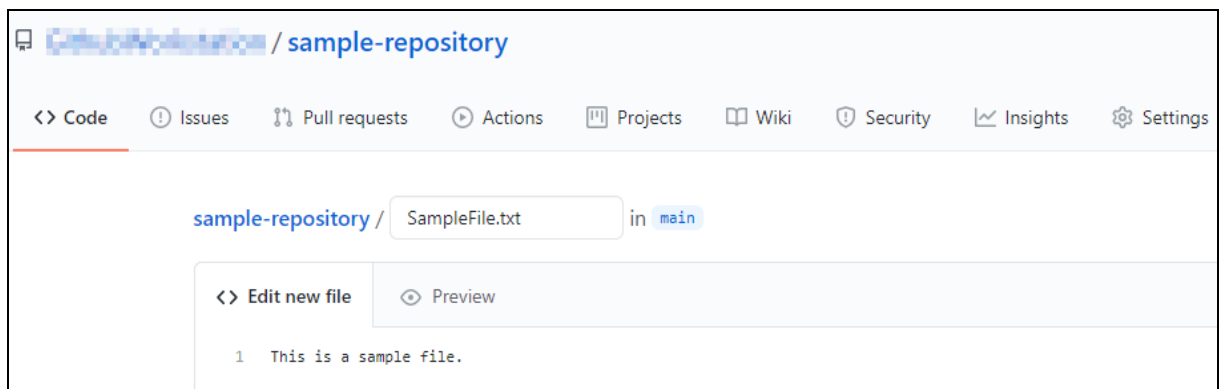 / sample-repository
<> Code Issues Pull requests Actions Projects Wiki Security Insights Settings
sample-repository / SampleFile.txt in main
<> Edit new file Preview
1 This is a sample file.